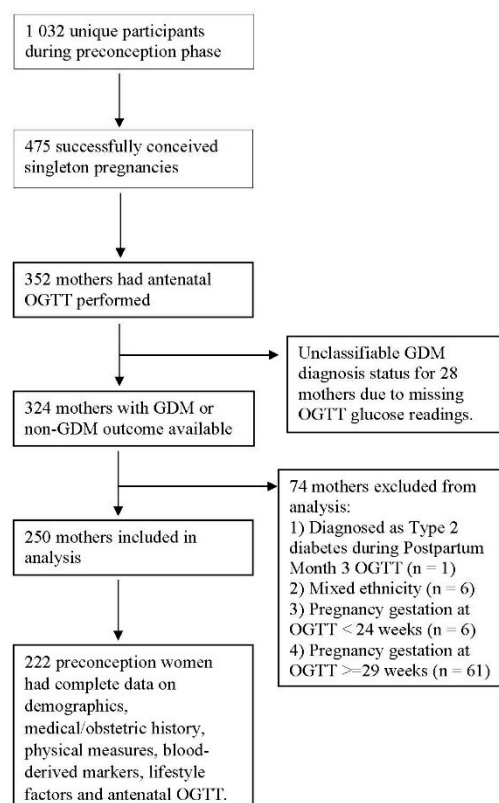 1 032 unique participants
during preconception phase
475 successfully conceived
singleton pregnancies
352 mothers had antenatal
OGTT performed
Unclassifiable GDM
diagnosis status for 28
mothers due to missing
OGTT glucose readings.
324 mothers with GDM or
non-GDM outcome available
74 mothers excluded from
analysis:
1) Diagnosed as Type 2
diabetes during Postpartum
Month 3 OGTT (n = 1)
2) Mixed ethnicity (n = 6)
3) Pregnancy gestation at
OGTT < 24 weeks (n = 6)
4) Pregnancy gestation at
OGTT >=29 weeks (n = 61)
250 mothers included in
analysis
222 preconception women
had complete data on
demographics,
medical/obstetric history,
physical measures, blood-
derived markers, lifestyle
factors and antenatal OGTT.